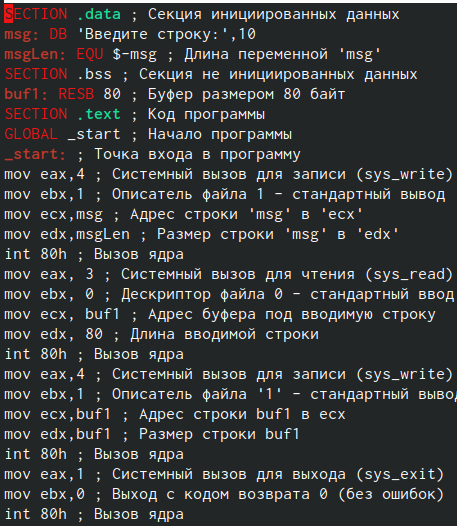 SECTION .data ; Секция инициированных данных
msg: DB 'Введите строку:',10
msgLen: EQU $-msg ; Длина переменной 'msg'
SECTION .bss ; Секция не инициированных данных
buf1: RESB 80 ; Буфер размером 80 байт
SECTION .text ; Код программы
GLOBAL _start ; Начало программы
_start: ; Точка входа в программу
mov eax,4 ; Системный вызов для записи (sys_write)
mov ebx,1 ; Описатель файла 1 - стандартный вывод
mov ecx,msg ; Адрес строки 'msg' в 'ecx'
mov edx,msgLen ; Размер строки 'msg' в 'edx'
int 80h ; Вызов ядра
mov eax, 3 ; Системный вызов для чтения (sys_read)
mov ebx, 0 ; Дескриптор файла 0 - стандартный ввод
mov ecx, buf1 ; Адрес буфера под вводимую строку
mov edx, 80 ; Длина вводимой строки
int 80h ; Вызов ядра
mov eax,4 ; Системный вызов для записи (sys_write)
mov ebx,1 ; Описатель файла '1' - стандартный вывод
mov ecx,buf1 ; Адрес строки buf1 в ecx
mov edx,buf1 ; Размер строки buf1
int 80h ; Вызов ядра
mov eax,1 ; Системный вызов для выхода (sys_exit)
mov ebx,0 ; Выход с кодом возврата 0 (без ошибок)
int 80h ; Вызов ядра